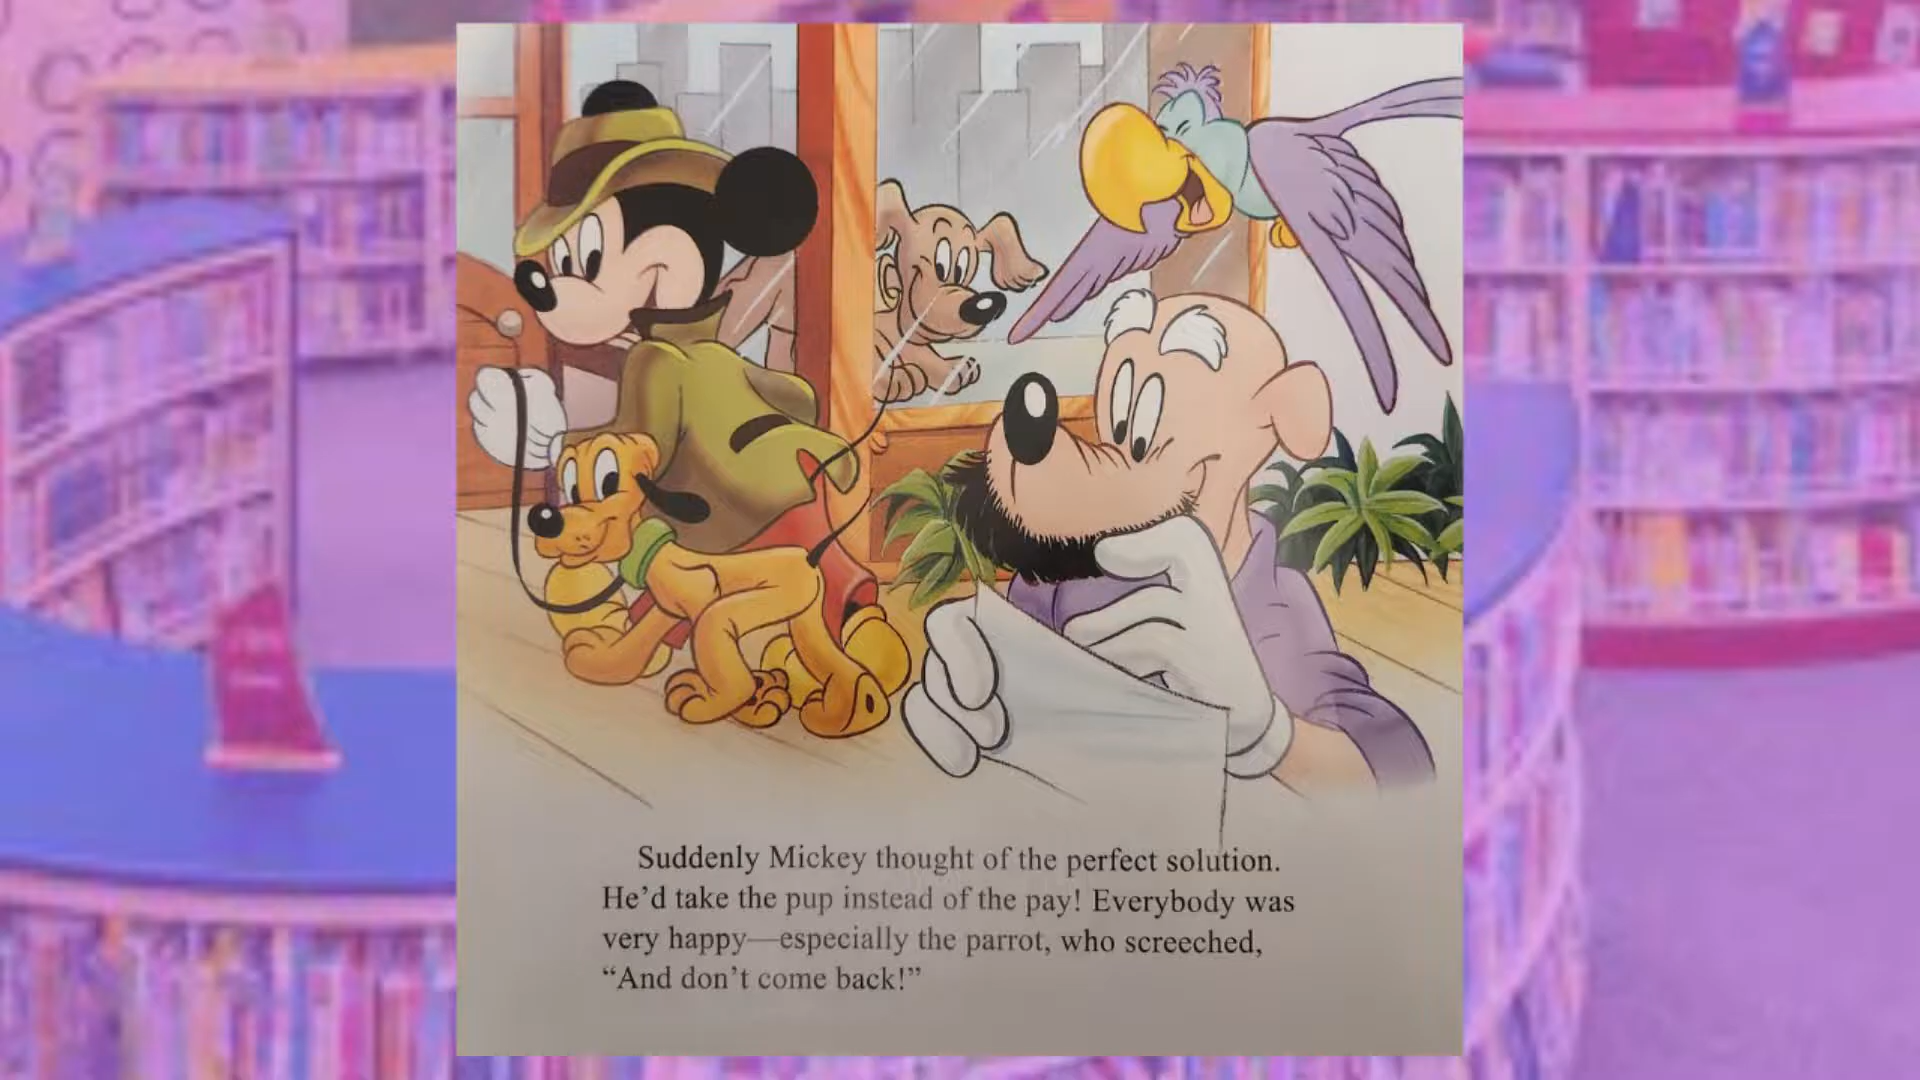 Suddenly Mickey thought of the perfect solution.
He’d take the pup instead of the pay! Everybody was
very happy—especially the parrot, who screeched,
“And don’t come back!”